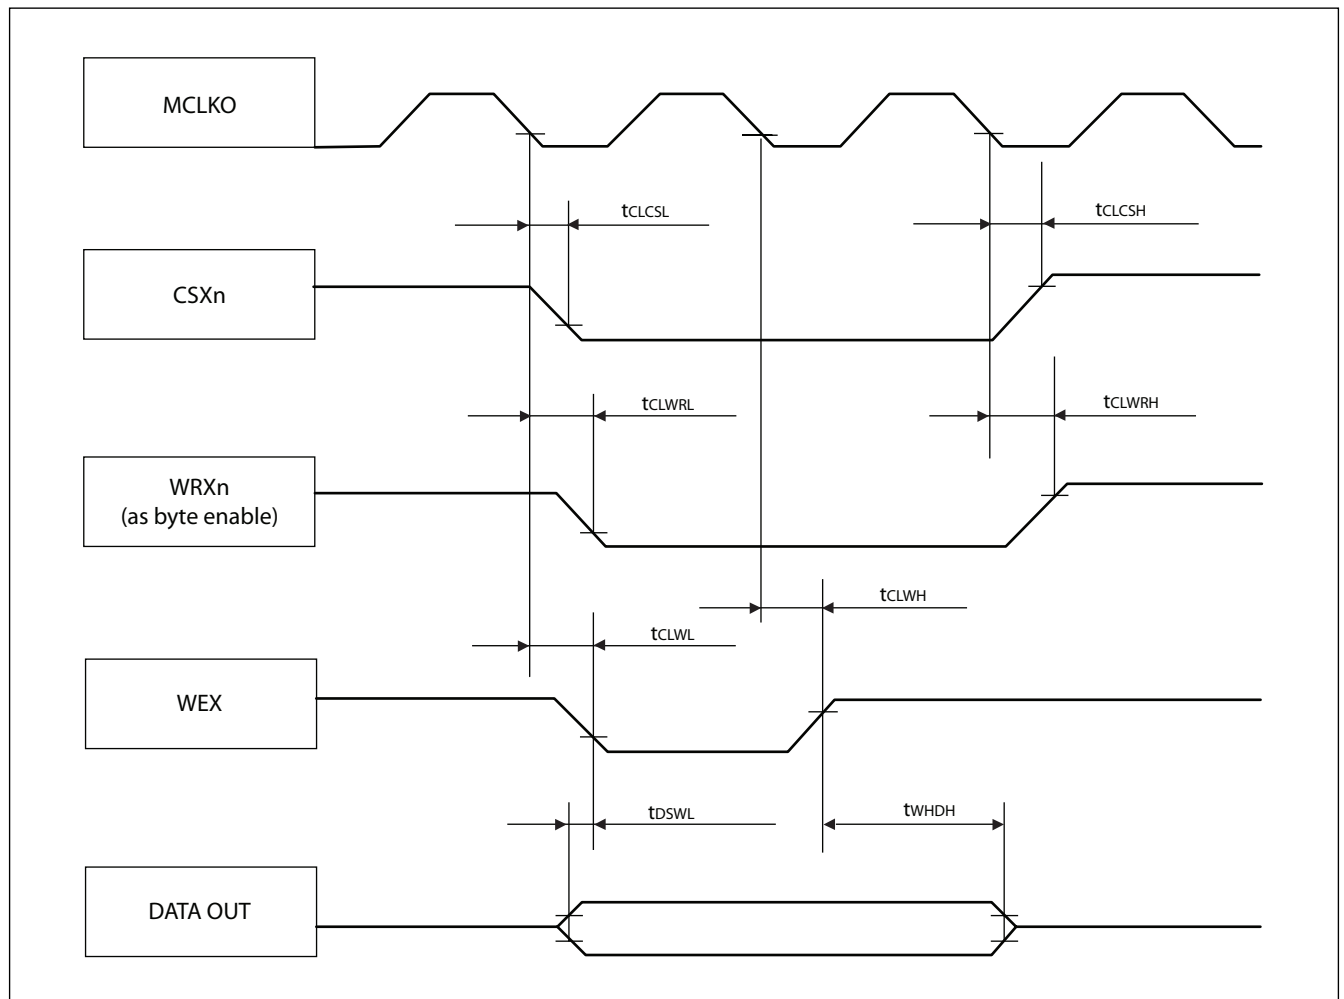 MCLKO
tCLCSL
tCLCSH
CSXn
tCLWRL
tCLWRH
WRXn
(as byte enable)
tCLWH
tCLWL
WEX
tDSWL
tWHDH
DATA OUT